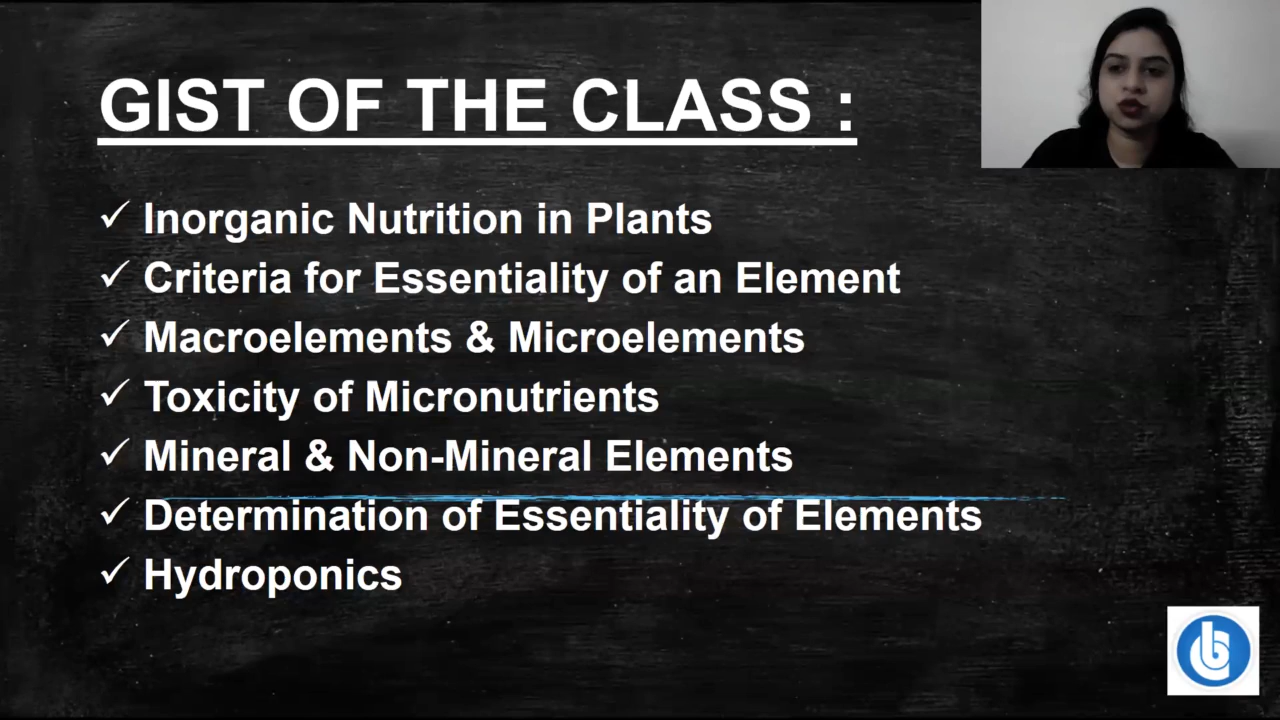 GIST OF THE CLASS :
✓ Inorganic Nutrition in Plants
✓ Criteria for Essentiality of an Element
✓ Macroelements & Microelements
✓ Toxicity of Micronutrients
✓ Mineral & Non-Mineral Elements
✓ Determination of Essentiality of Elements
✓ Hydroponics